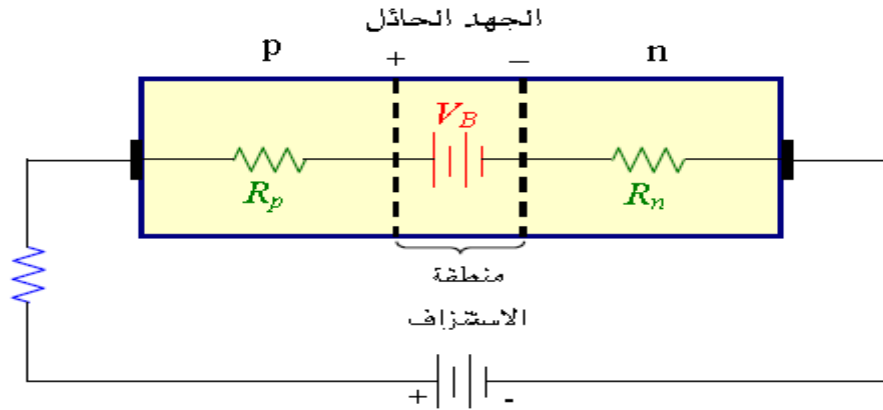 الجهد الحائل
p + − n
V_B
R_p R_n
منطقة
الاستنزاف
+ -